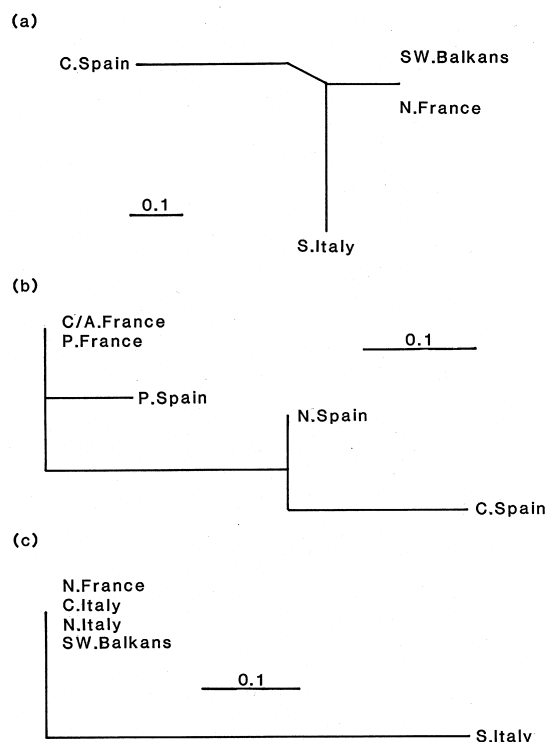 (a)
C.Spain
SW.Balkans
N.France
0.1
S.Italy
(b)
C/A.France
P.France
0.1
P.Spain
N.Spain
C.Spain
(c)
N.France
C.Italy
N.Italy
SW.Balkans
0.1
S.Italy